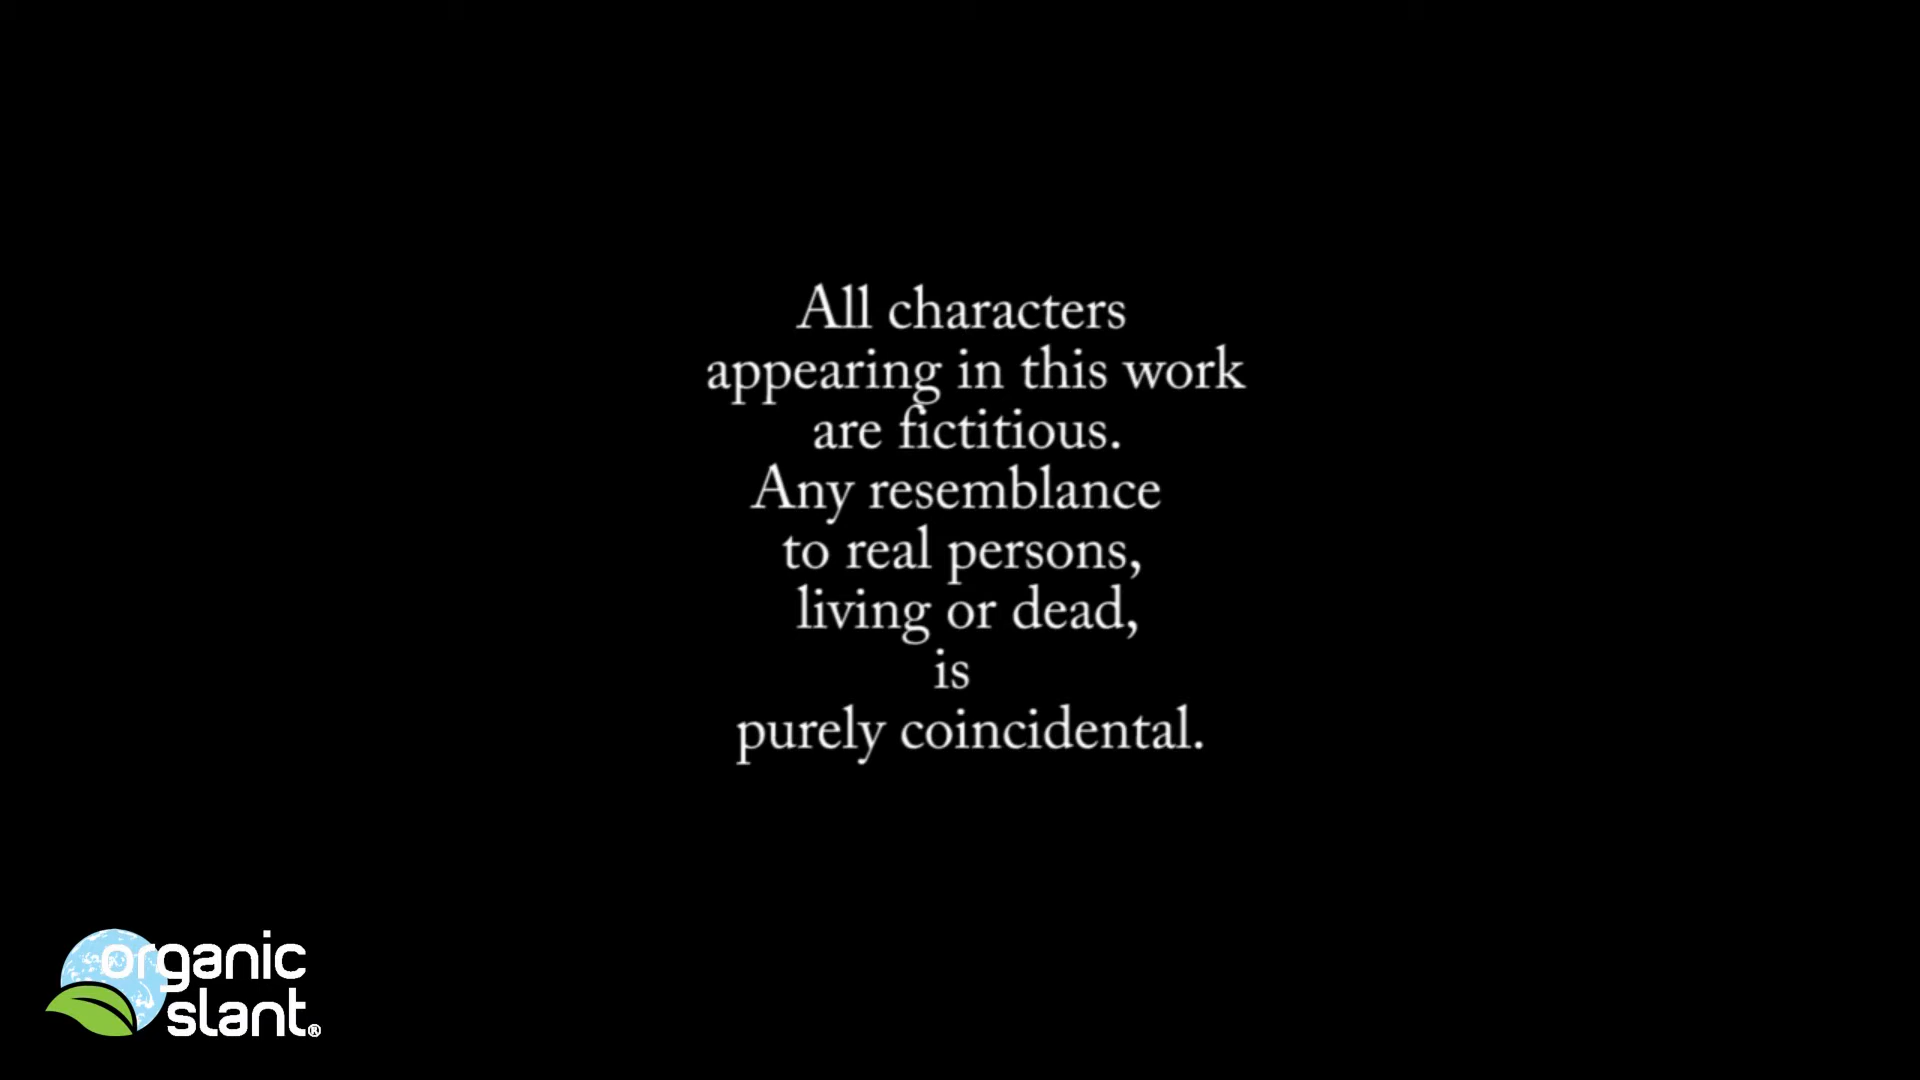 All characters
appearing in this work
are fictitious.
Any resemblance
to real persons,
living or dead,
is
purely coincidental.
organic
slant®